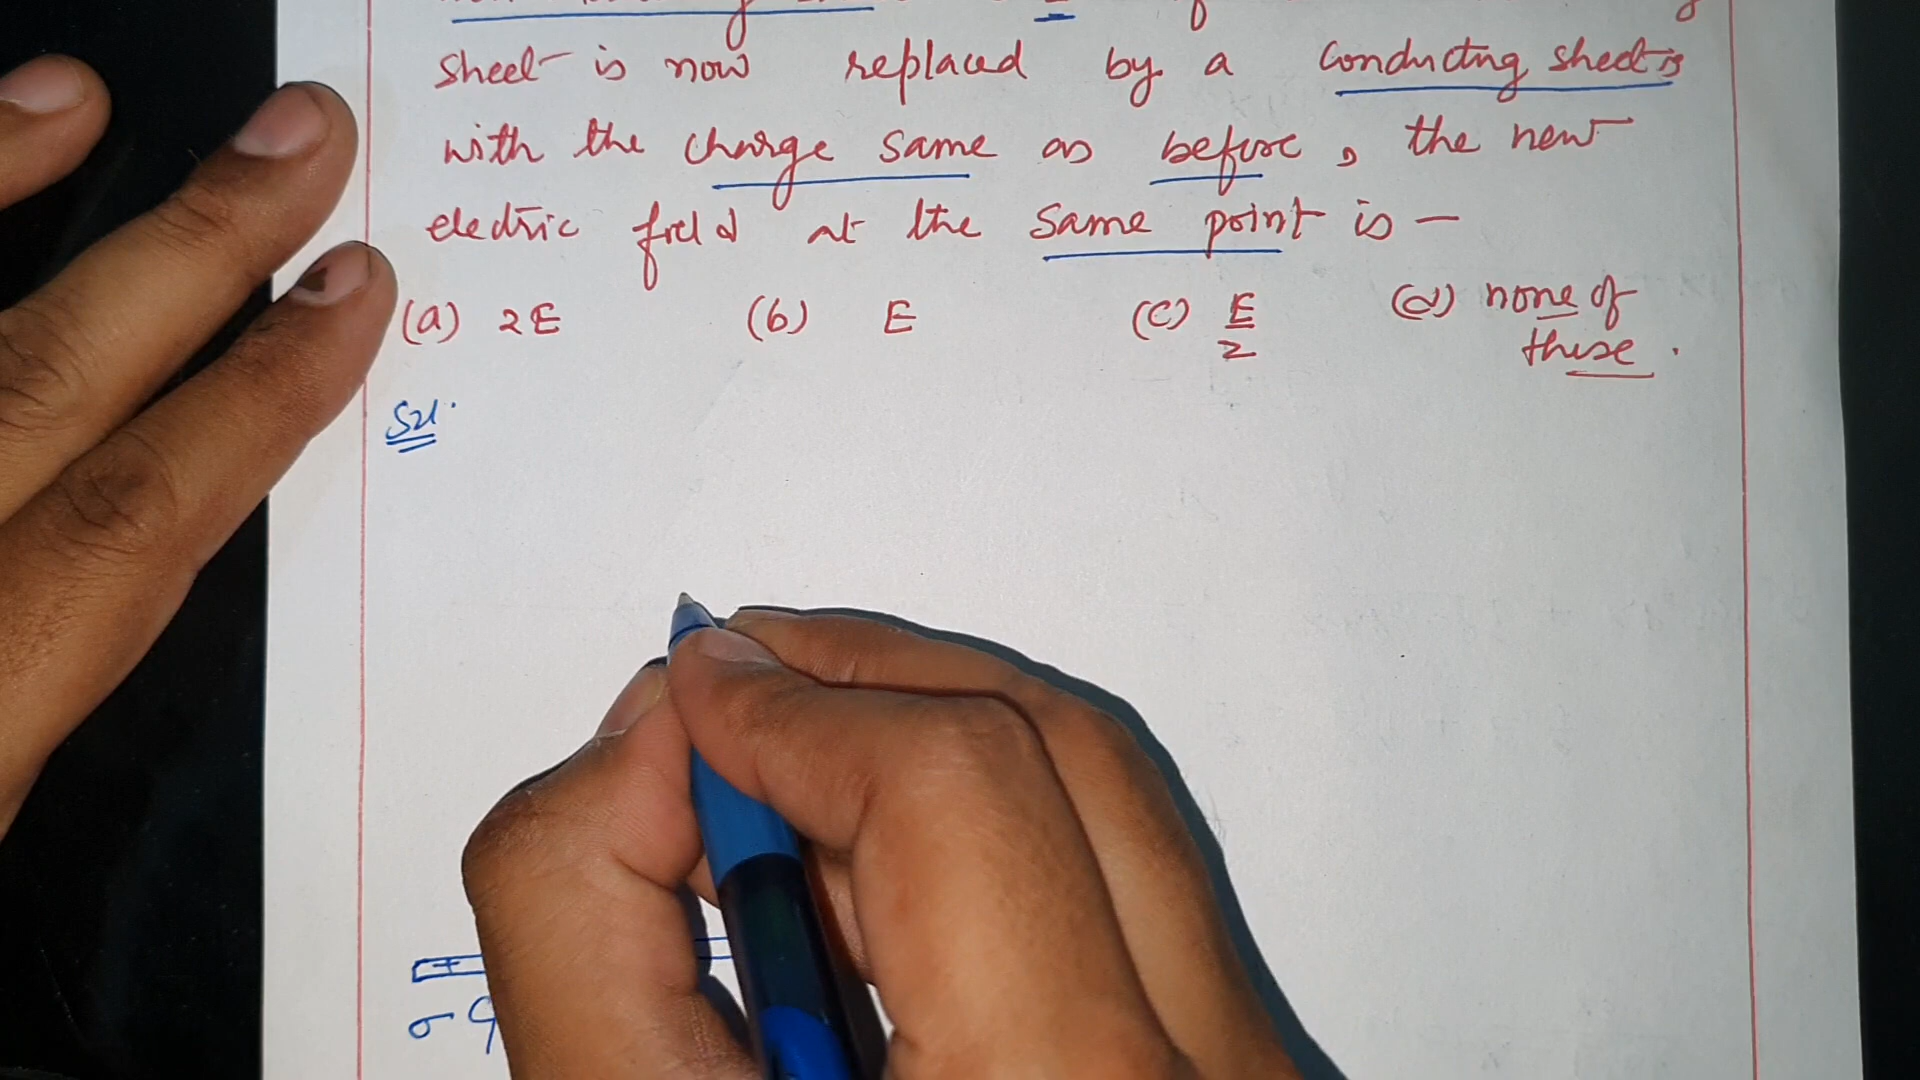 sheet is now replaced by a conducting sheet
with the charge same as before, the new
electric field at the same point is —
(a) 2E (b) E (c) E/2 (d) none of these.
Sol.
+
σ